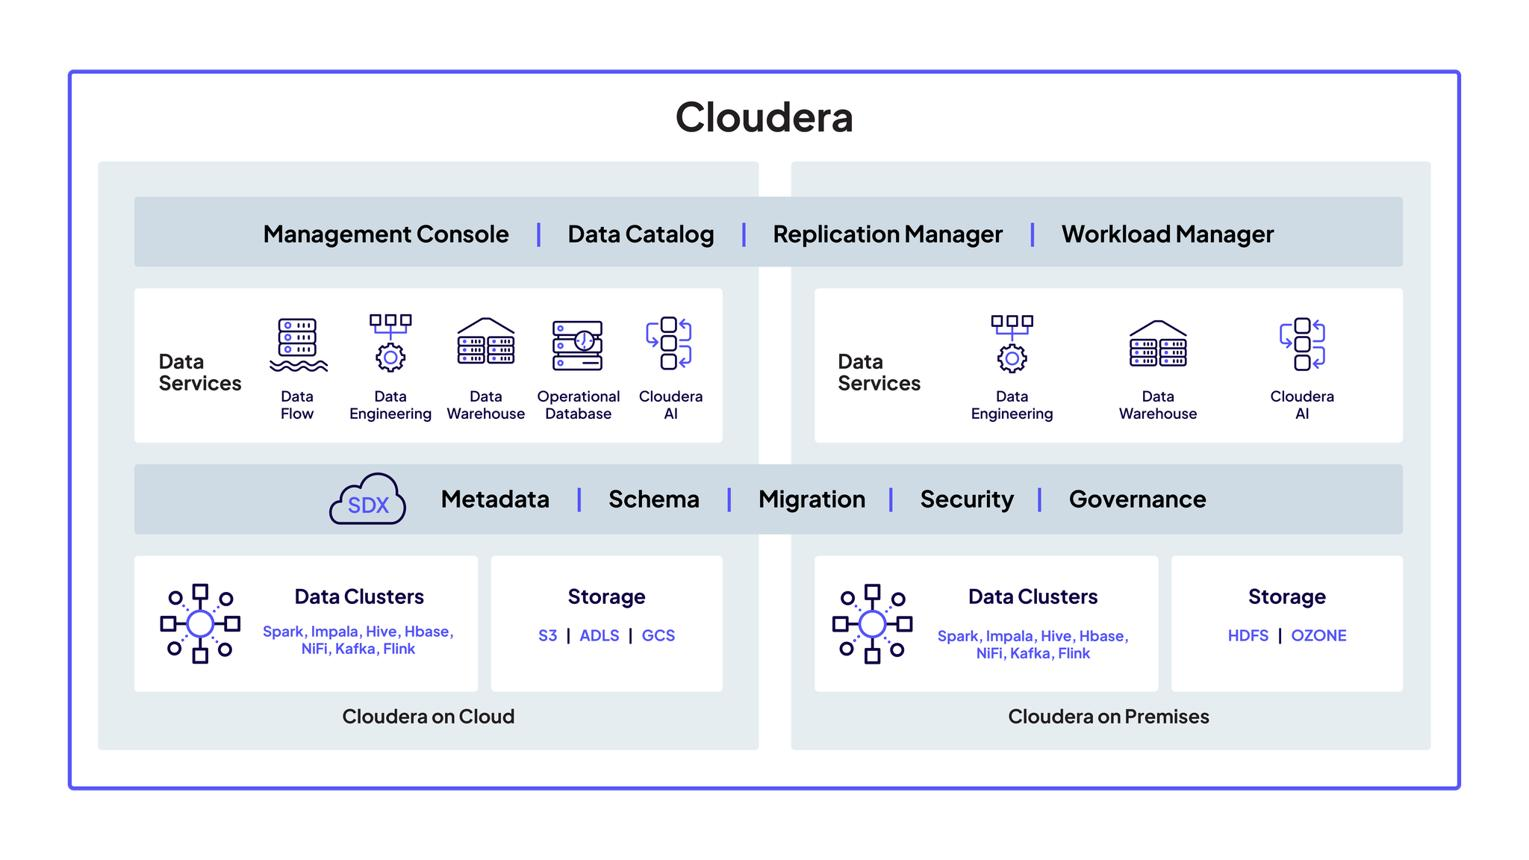 Cloudera
Management Console | Data Catalog | Replication Manager | Workload Manager
Data
Services
Data
Flow
Data
Engineering
Data
Warehouse
Operational
Database
Cloudera
AI
Data
Services
Data
Engineering
Data
Warehouse
Cloudera
AI
SDX
Metadata | Schema | Migration | Security | Governance
Data Clusters
Spark, Impala, Hive, Hbase,
NiFi, Kafka, Flink
Storage
S3 | ADLS | GCS
Cloudera on Cloud
Data Clusters
Spark, Impala, Hive, Hbase,
NiFi, Kafka, Flink
Storage
HDFS | OZONE
Cloudera on Premises